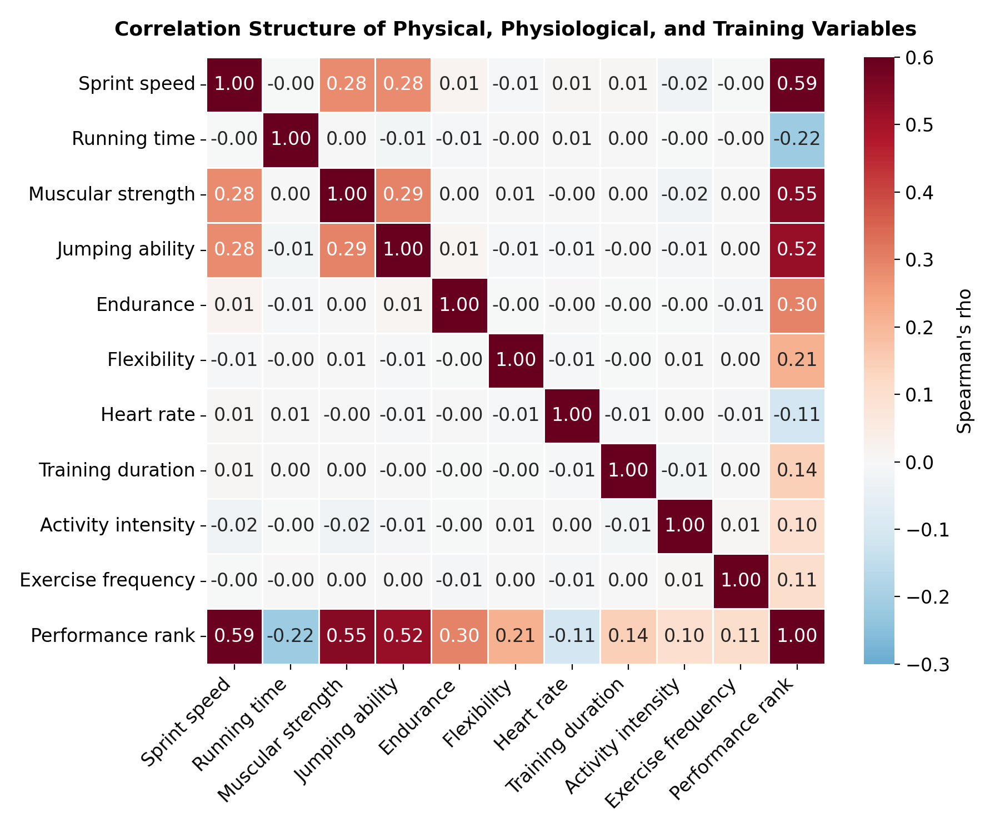 Correlation Structure of Physical, Physiological, and Training Variables
Sprint speed 1.00 -0.00 0.28 0.28 0.01 -0.01 0.01 0.01 -0.02 -0.00 0.59
Running time -0.00 1.00 0.00 -0.01 -0.01 -0.00 0.01 0.00 -0.00 -0.00 -0.22
Muscular strength 0.28 0.00 1.00 0.29 0.00 0.01 -0.00 0.00 -0.02 0.00 0.55
Jumping ability 0.28 -0.01 0.29 1.00 0.01 -0.01 -0.01 -0.00 -0.01 0.00 0.52
Endurance 0.01 -0.01 0.00 0.01 1.00 -0.00 -0.00 -0.00 -0.00 -0.01 0.30
Flexibility -0.01 -0.00 0.01 -0.01 -0.00 1.00 -0.01 -0.00 0.01 0.00 0.21
Heart rate 0.01 0.01 -0.00 -0.01 -0.00 -0.01 1.00 -0.01 0.00 -0.01 -0.11
Training duration 0.01 0.00 0.00 -0.00 -0.00 -0.00 -0.01 1.00 -0.01 0.00 0.14
Activity intensity -0.02 -0.00 -0.02 -0.01 -0.00 0.01 0.00 -0.01 1.00 0.01 0.10
Exercise frequency -0.00 -0.00 0.00 0.00 -0.01 0.00 -0.01 0.00 0.01 1.00 0.11
Performance rank 0.59 -0.22 0.55 0.52 0.30 0.21 -0.11 0.14 0.10 0.11 1.00
Sprint speed
Running time
Muscular strength
Jumping ability
Endurance
Flexibility
Heart rate
Training duration
Activity intensity
Exercise frequency
Performance rank
0.6
0.5
0.4
0.3
0.2
0.1
0.0
−0.1
−0.2
−0.3
Spearman's rho